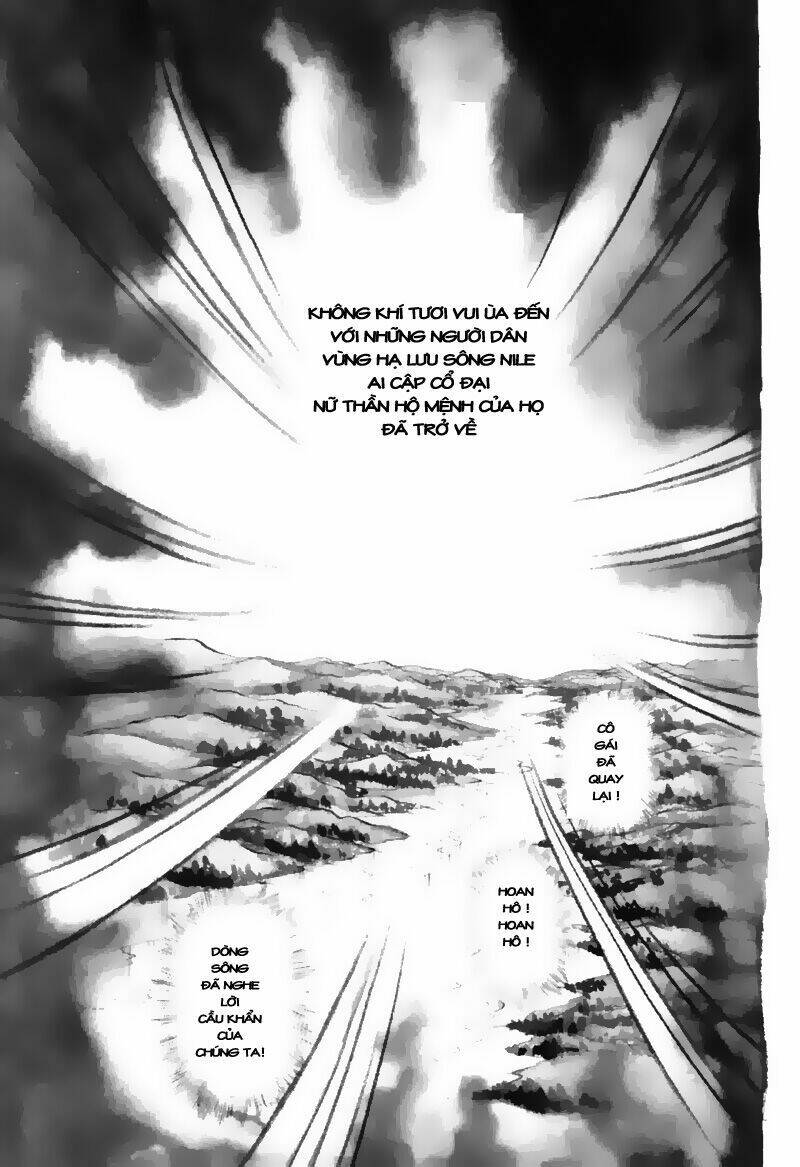 KHÔNG KHÍ TƯƠI VUI ÙA ĐẾN
VỚI NHỮNG NGƯỜI DÂN
VÙNG HẠ LƯU SÔNG NILE
AI CẬP CỔ ĐẠI
NỮ THẦN HỘ MỆNH CỦA HỌ
ĐÃ TRỞ VỀ
CÔ
GÁI
ĐÃ
QUAY
LẠI !
HOAN
HÔ !
HOAN
HÔ !
DÒNG
SÔNG
ĐÃ NGHE
LỜI
CẦU KHẨN
CỦA
CHÚNG TA!